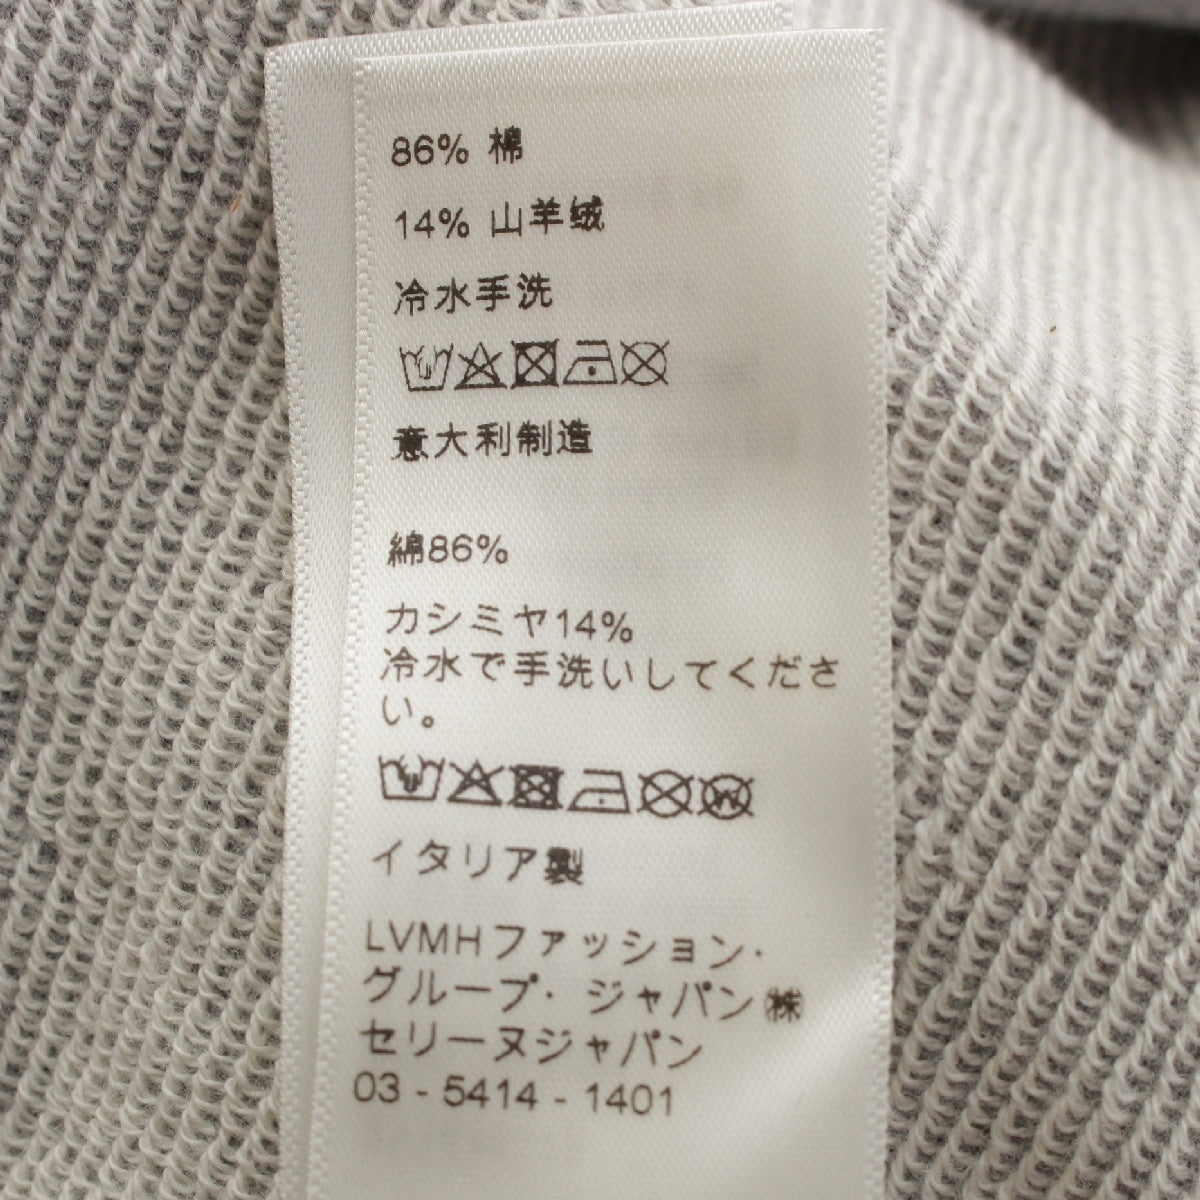 86% 棉
14% 山羊绒
冷水手洗
意大利制造
綿86%
カシミヤ14%
冷水で手洗いしてくださ
い。
イタリア製
LVMHファッション・
グループ・ジャパン㈱
セリーヌジャパン
03 - 5414 - 1401